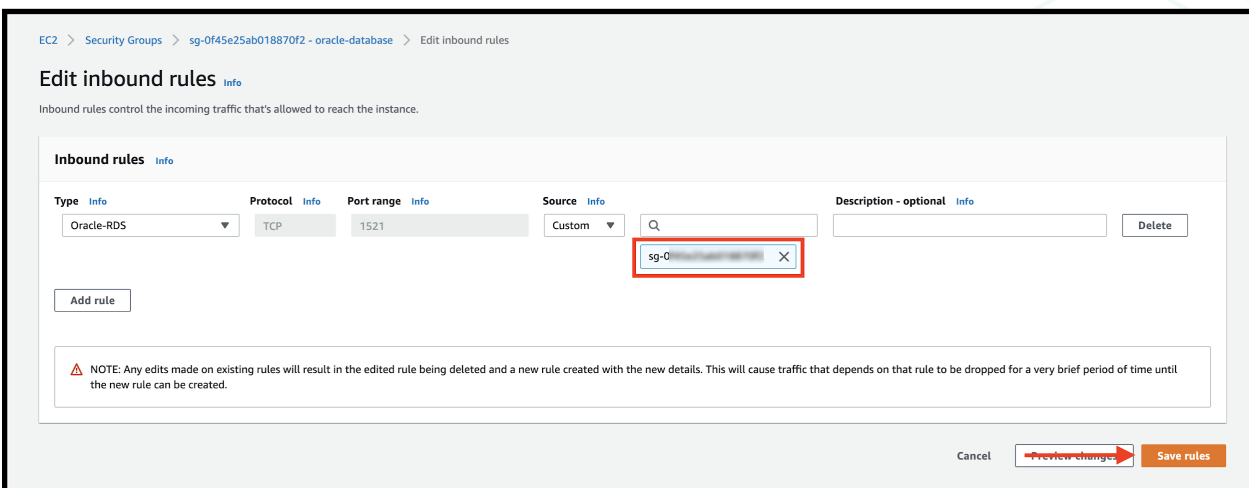 EC2 > Security Groups > sg-0f45e25ab018870f2 - oracle-database > Edit inbound rules
Edit inbound rules Info
Inbound rules control the incoming traffic that's allowed to reach the instance.
Inbound rules Info
Type Info Protocol Info Port range Info Source Info Description - optional Info
Oracle-RDS TCP 1521 Custom Delete
sg-0
Add rule
NOTE: Any edits made on existing rules will result in the edited rule being deleted and a new rule created with the new details. This will cause traffic that depends on that rule to be dropped for a very brief period of time until
the new rule can be created.
Cancel Preview changes Save rules